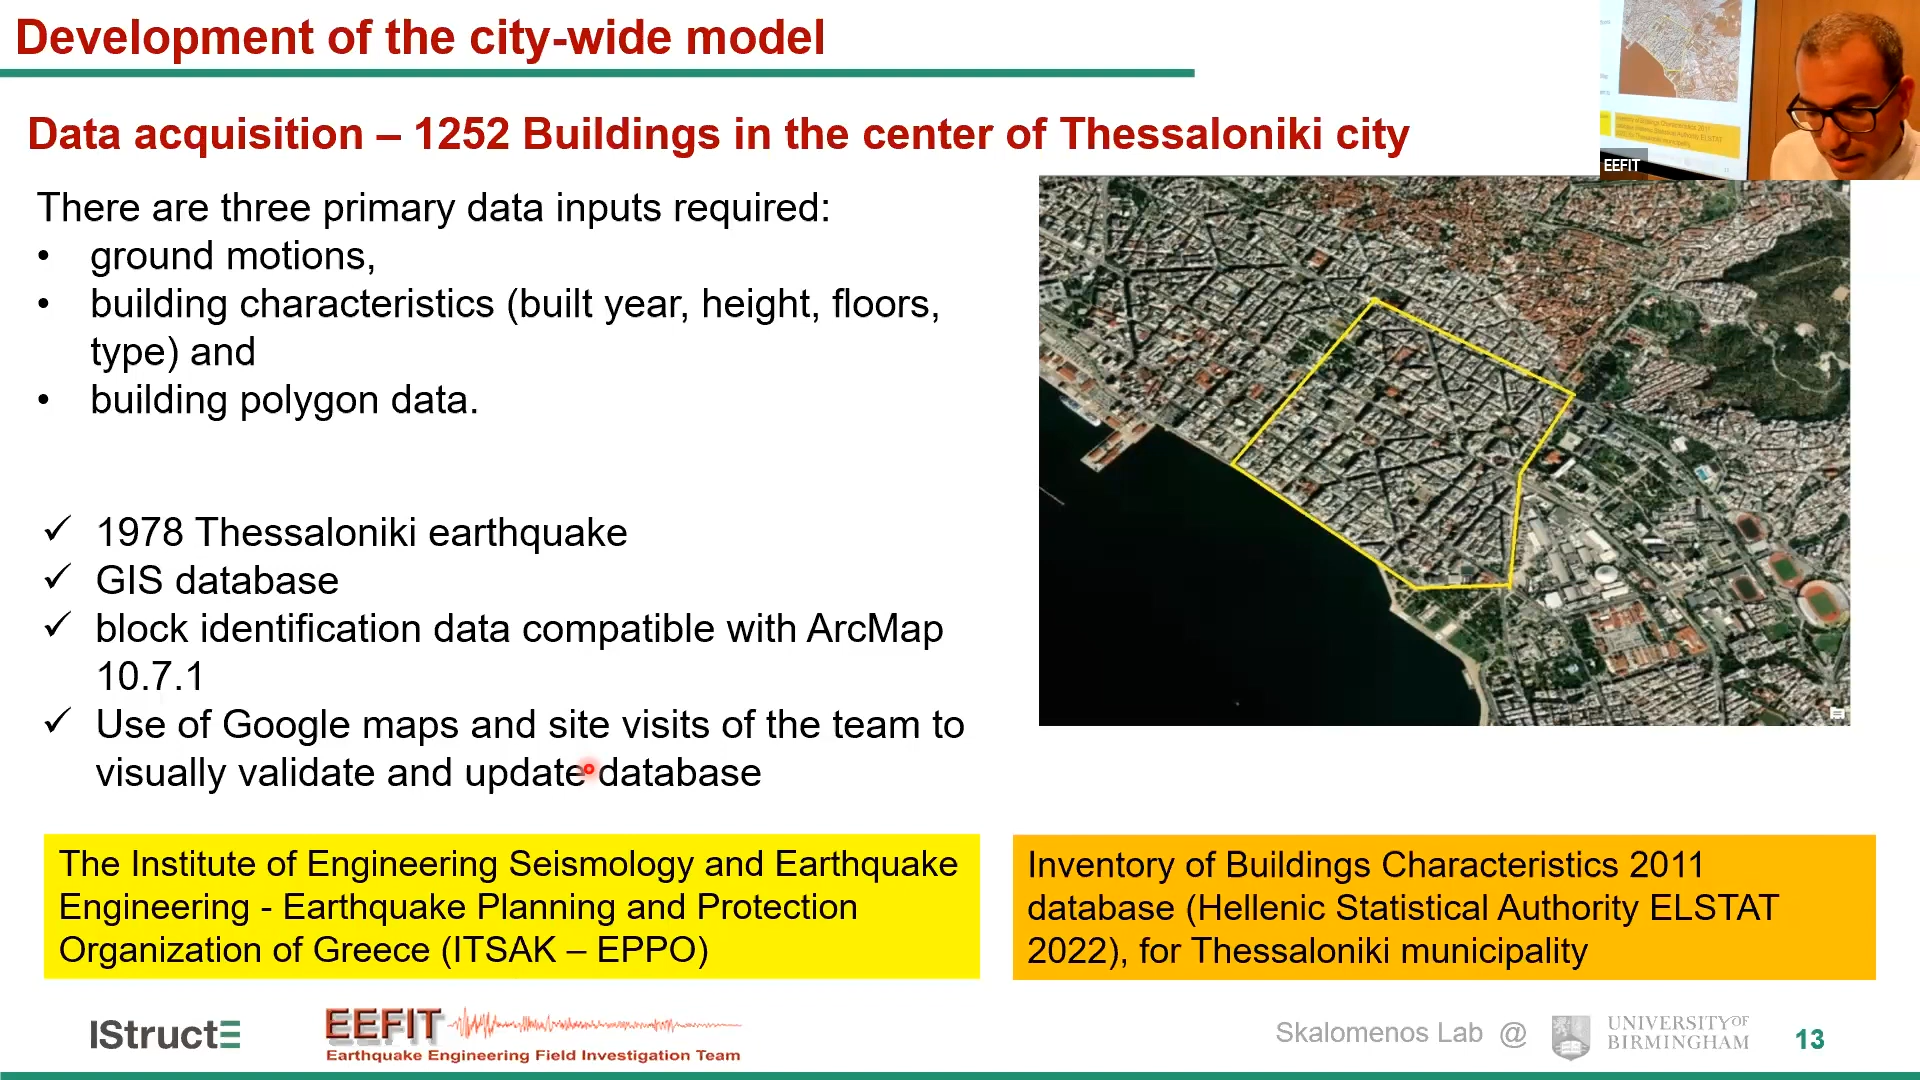 Development of the city-wide model
Data acquisition – 1252 Buildings in the center of Thessaloniki city
There are three primary data inputs required:
• ground motions,
• building characteristics (built year, height, floors,
type) and
• building polygon data.
✓ 1978 Thessaloniki earthquake
✓ GIS database
✓ block identification data compatible with ArcMap
10.7.1
✓ Use of Google maps and site visits of the team to
visually validate and update database
The Institute of Engineering Seismology and Earthquake
Engineering - Earthquake Planning and Protection
Organization of Greece (ITSAK – EPPO)
Inventory of Buildings Characteristics 2011
database (Hellenic Statistical Authority ELSTAT
2022), for Thessaloniki municipality
EEFIT
IStructE
EEFIT
Earthquake Engineering Field Investigation Team
Skalomenos Lab @
UNIVERSITY OF
BIRMINGHAM
13